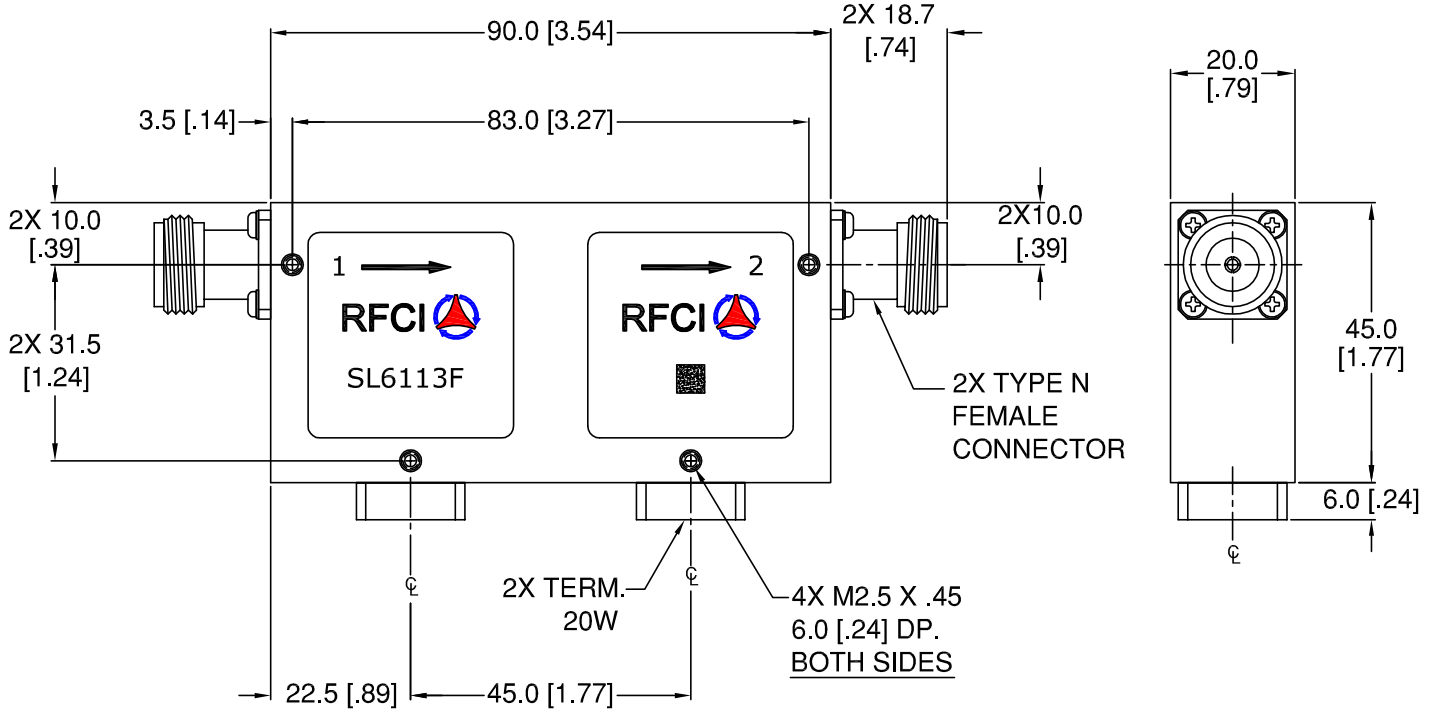 90.0 [3.54]
2X 18.7
[.74]
20.0
[.79]
3.5 [.14]
83.0 [3.27]
2X 10.0
[.39]
2X10.0
[.39]
1
2
RFCI
RFCI
2X 31.5
[1.24]
SL6113F
45.0
[1.77]
2X TYPE N
FEMALE
CONNECTOR
6.0 [.24]
℄
℄
℄
2X TERM.
20W
4X M2.5 X .45
6.0 [.24] DP.
BOTH SIDES
22.5 [.89]
45.0 [1.77]